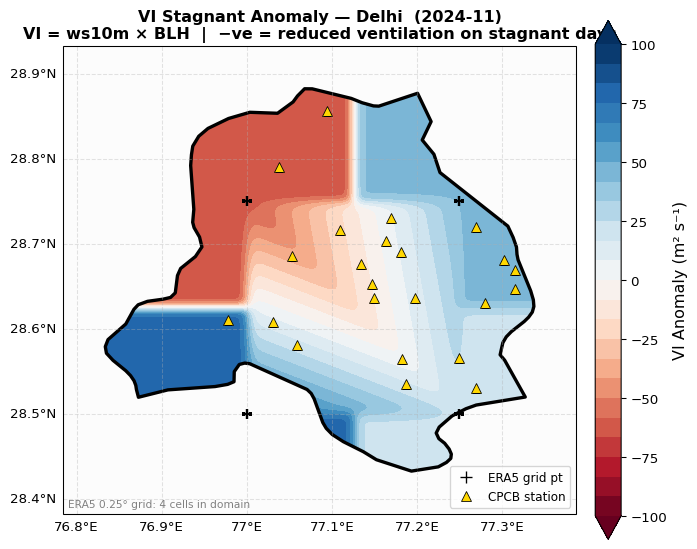 VI Stagnant Anomaly — Delhi  (2024-11)
VI = ws10m × BLH  |  −ve = reduced ventilation on stagnant day
28.9°N
28.8°N
28.7°N
28.6°N
28.5°N
28.4°N
76.8°E
76.9°E
77°E
77.1°E
77.2°E
77.3°E
ERA5 0.25° grid: 4 cells in domain
ERA5 grid pt
CPCB station
100
75
50
25
0
−25
−50
−75
−100
VI Anomaly (m² s⁻¹)